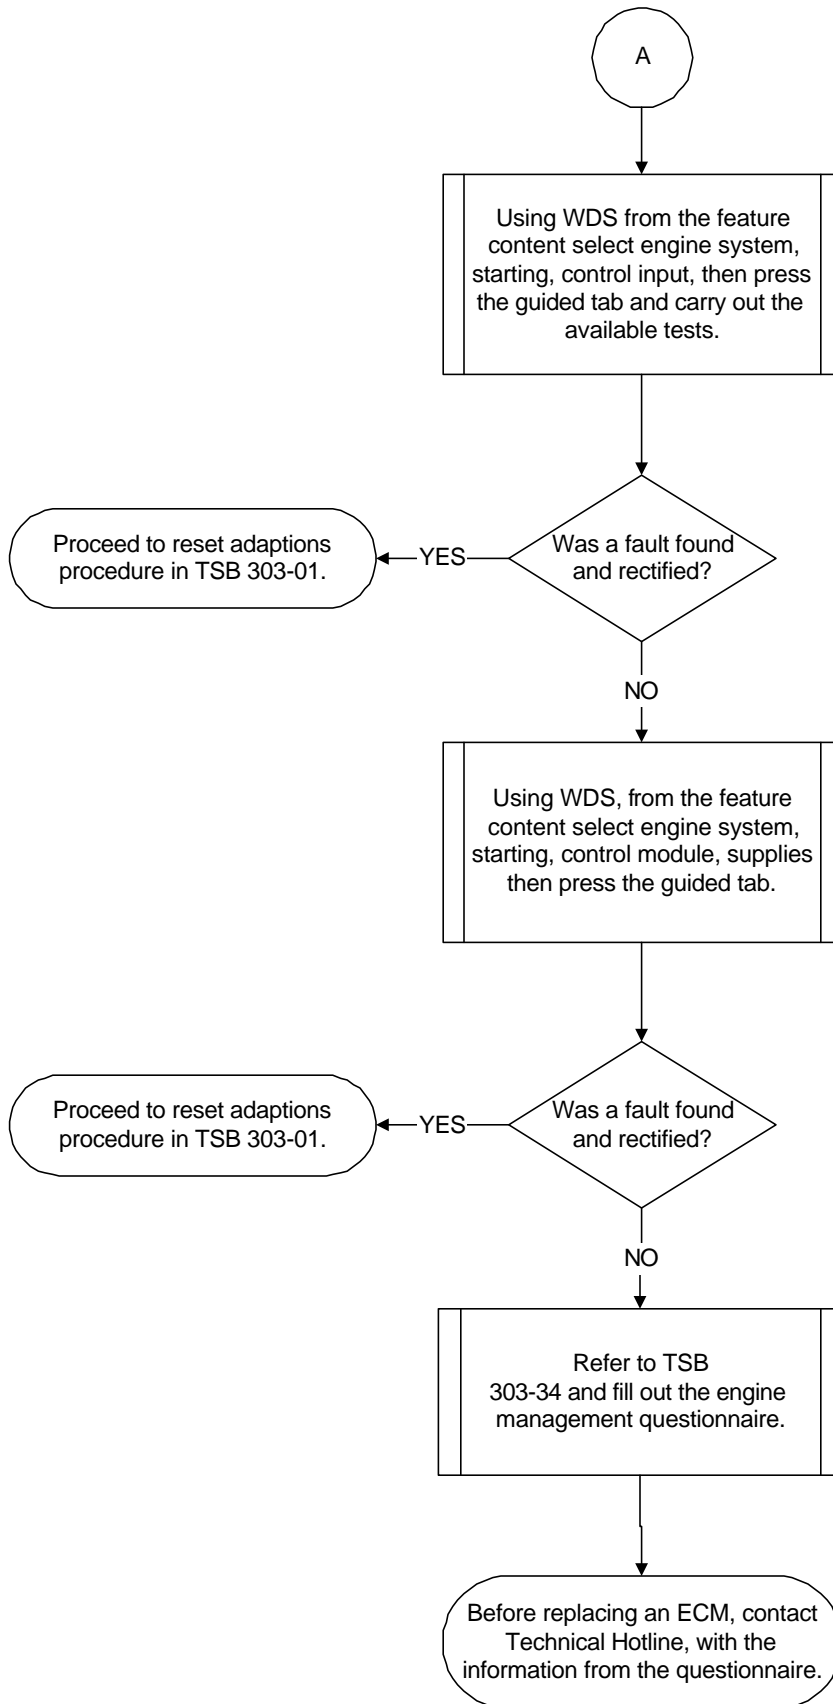 A
Using WDS from the feature
content select engine system,
starting, control input, then press
the guided tab and carry out the
available tests.
Proceed to reset adaptions
procedure in TSB 303-01.
YES
Was a fault found
and rectified?
NO
Using WDS, from the feature
content select engine system,
starting, control module, supplies
then press the guided tab.
Proceed to reset adaptions
procedure in TSB 303-01.
YES
Was a fault found
and rectified?
NO
Refer to TSB
303-34 and fill out the engine
management questionnaire.
Before replacing an ECM, contact
Technical Hotline, with the
information from the questionnaire.